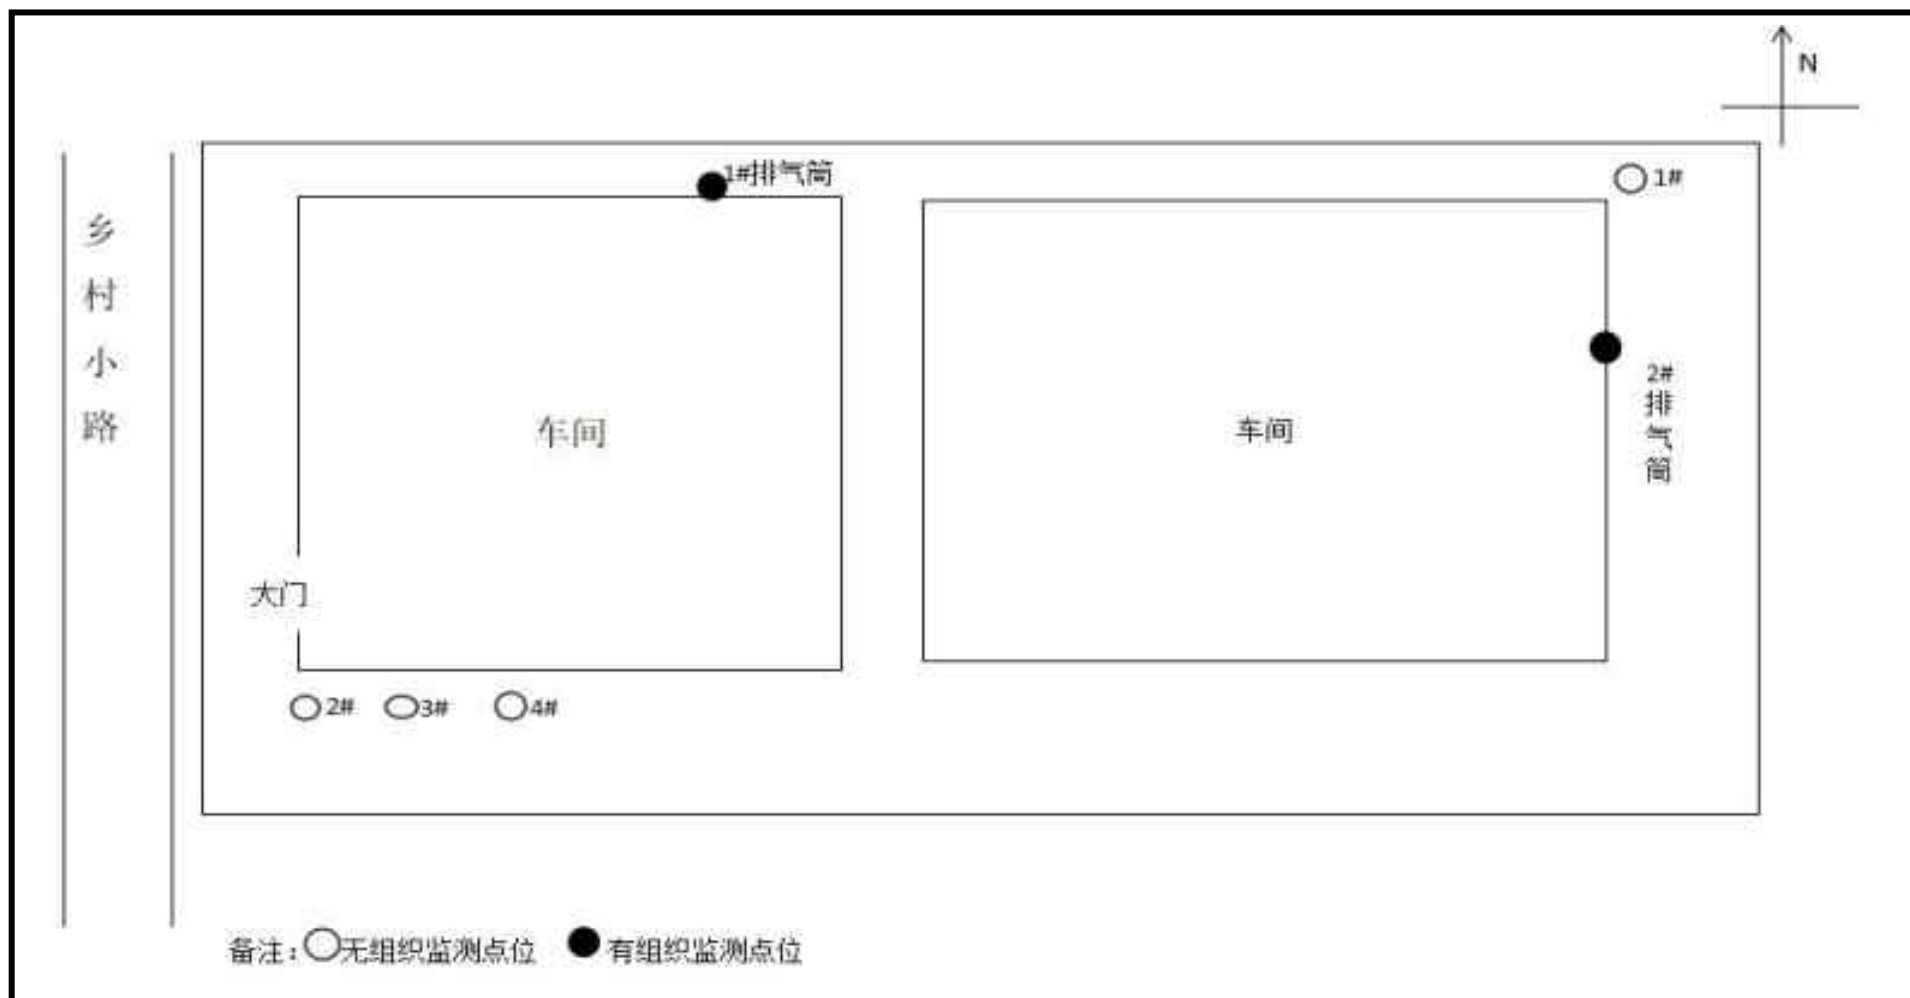 N
1#排气筒
1#
乡村小路
2#排气筒
车间
车间
大门
2#
3#
4#
备注：
无组织监测点位
有组织监测点位